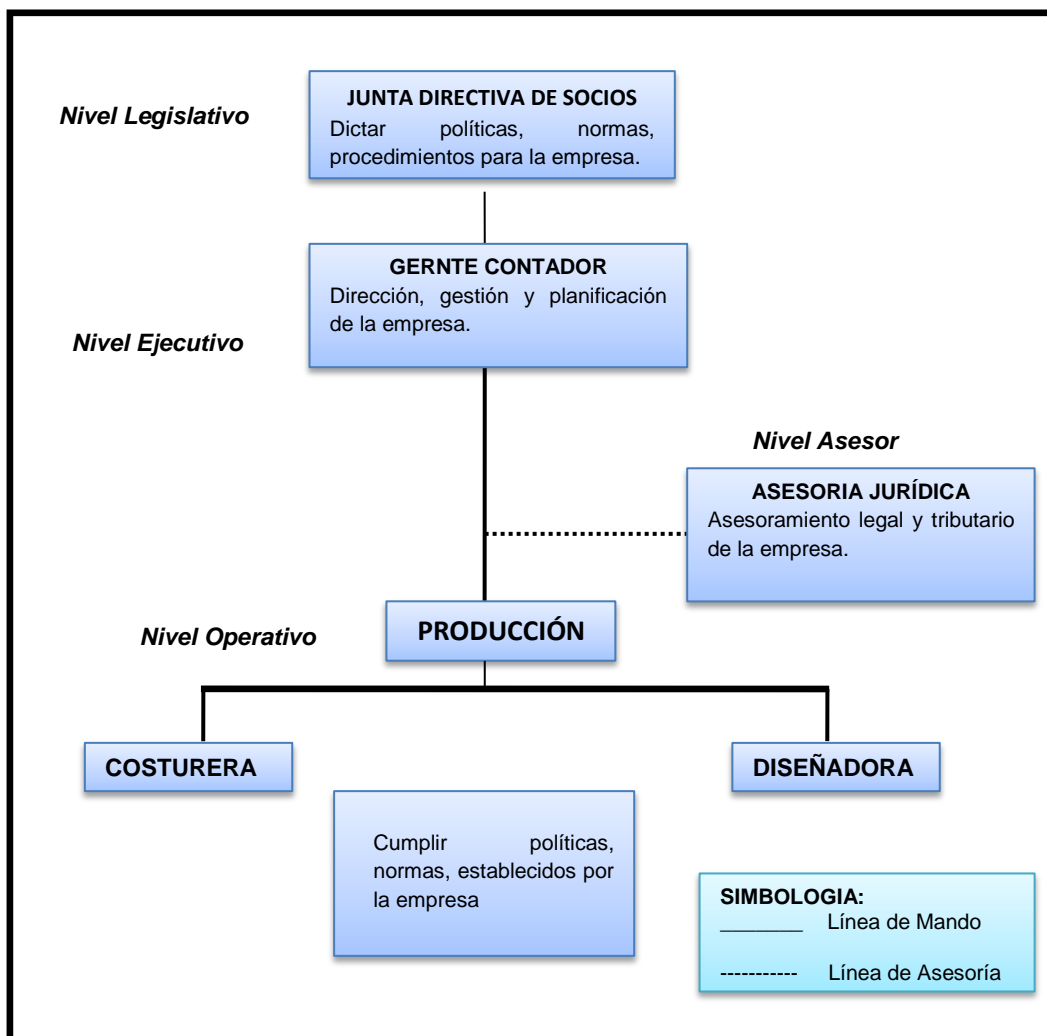 Nivel Legislativo
JUNTA DIRECTIVA DE SOCIOS
Dictar políticas, normas,
procedimientos para la empresa.
GERNTE CONTADOR
Dirección, gestión y planificación
de la empresa.
Nivel Ejecutivo
Nivel Asesor
ASESORIA JURÍDICA
Asesoramiento legal y tributario
de la empresa.
Nivel Operativo
PRODUCCIÓN
COSTURERA
DISEÑADORA
Cumplir políticas,
normas, establecidos por
la empresa
SIMBOLOGIA:
_______ Línea de Mando
----------- Línea de Asesoría